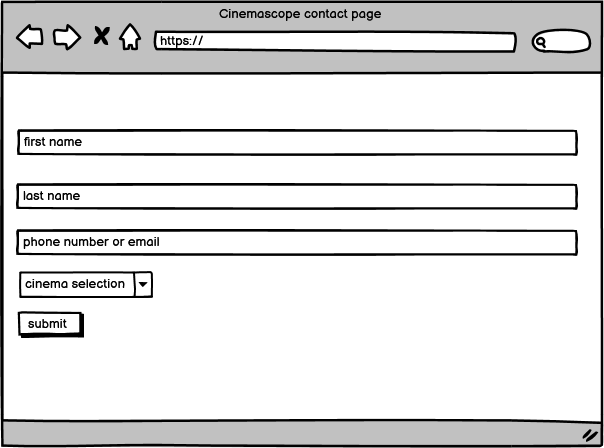 Cinemascope contact page
https://
first name
last name
phone number or email
cinema selection
submit